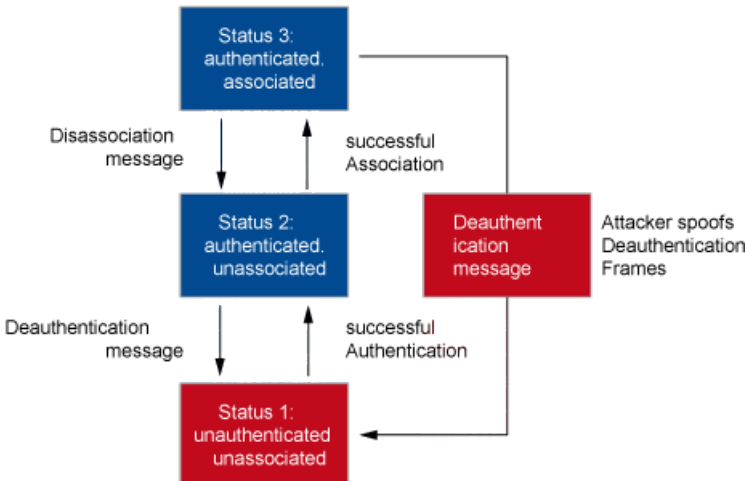 Status 3:
authenticated.
associated
Disassociation
message
successful
Association
Status 2:
authenticated.
unassociated
Deauthent
ication
message
Attacker spoofs
Deauthentication
Frames
Deauthentication
message
successful
Authentication
Status 1:
unauthenticated
unassociated